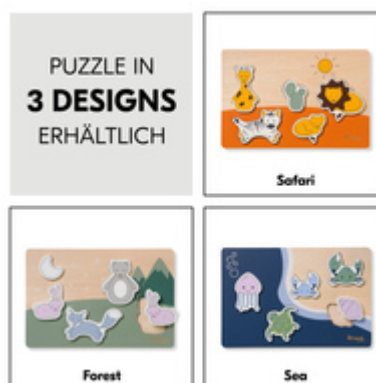 PUZZLE IN
3 DESIGNS
ERHÄLTLICH
Safari
Forest
Sea